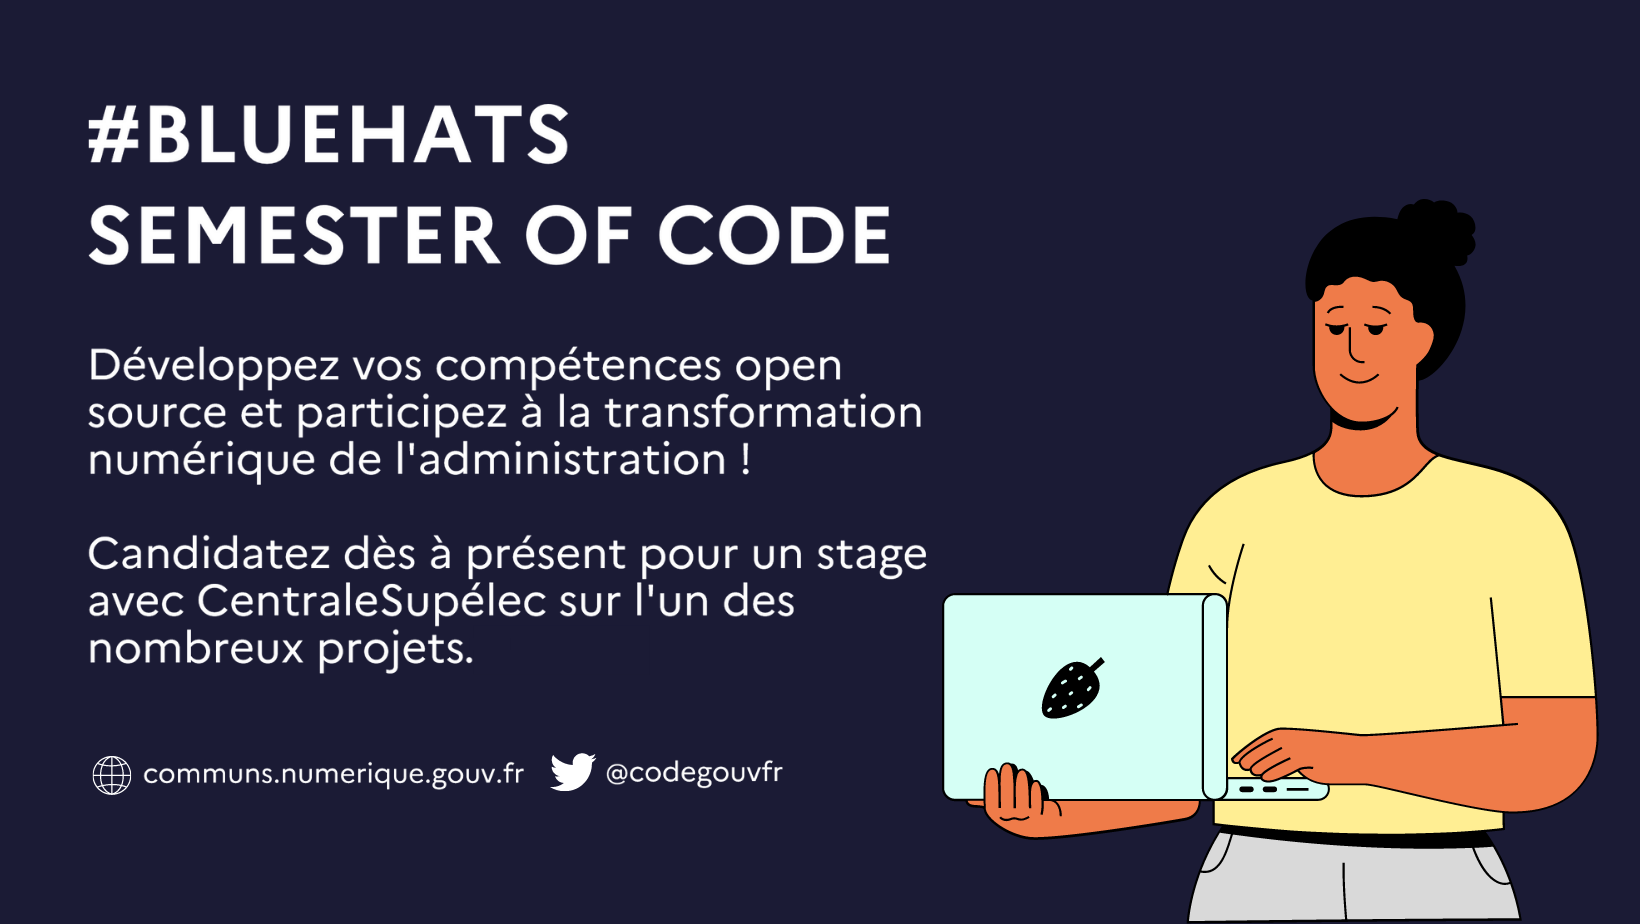 #BLUEHATS
SEMESTER OF CODE
Développez vos compétences open
source et participez à la transformation
numérique de l'administration !
Candidatez dès à présent pour un stage
avec CentraleSupélec sur l'un des
nombreux projets.
communs.numerique.gouv.fr
@codegouvfr